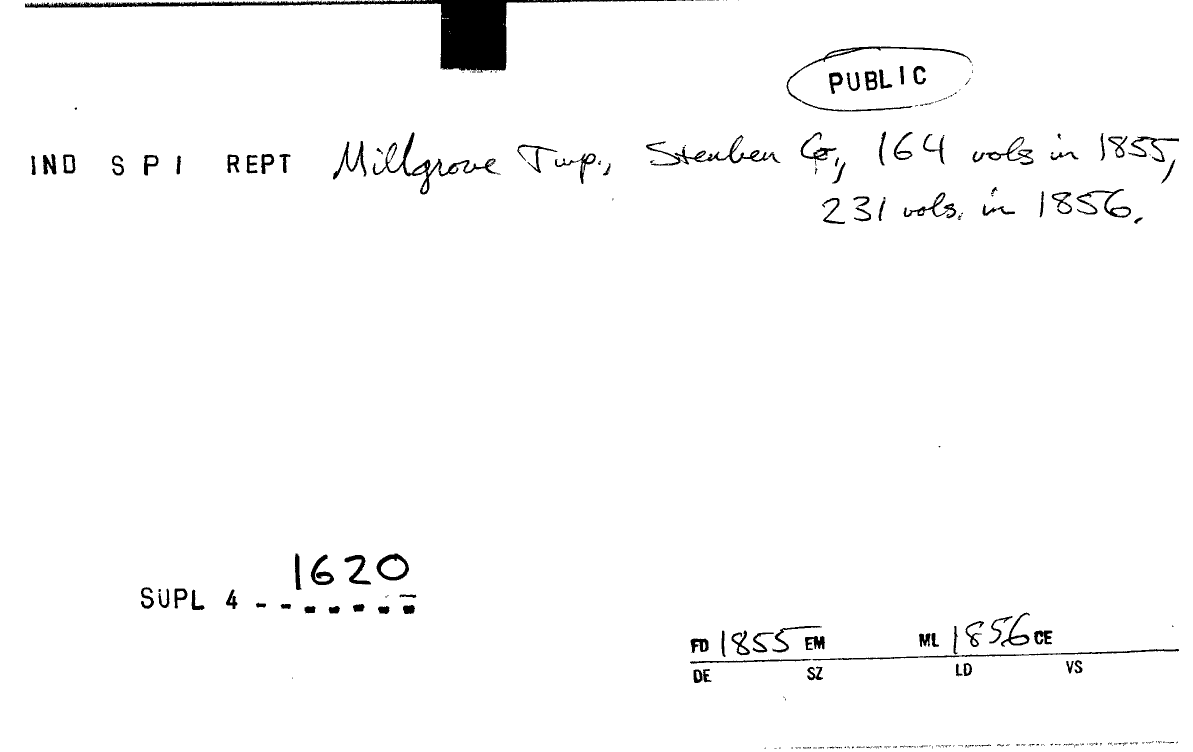 PUBLIC
IND S P I REPT Millgrove Twp., Steuben Co., 164 vols in 1855,
231 vols. in 1856.
1620
SUPL 4 - - - - - - -
FD 1855 EM ML 1856 CE
DE SZ LD VS